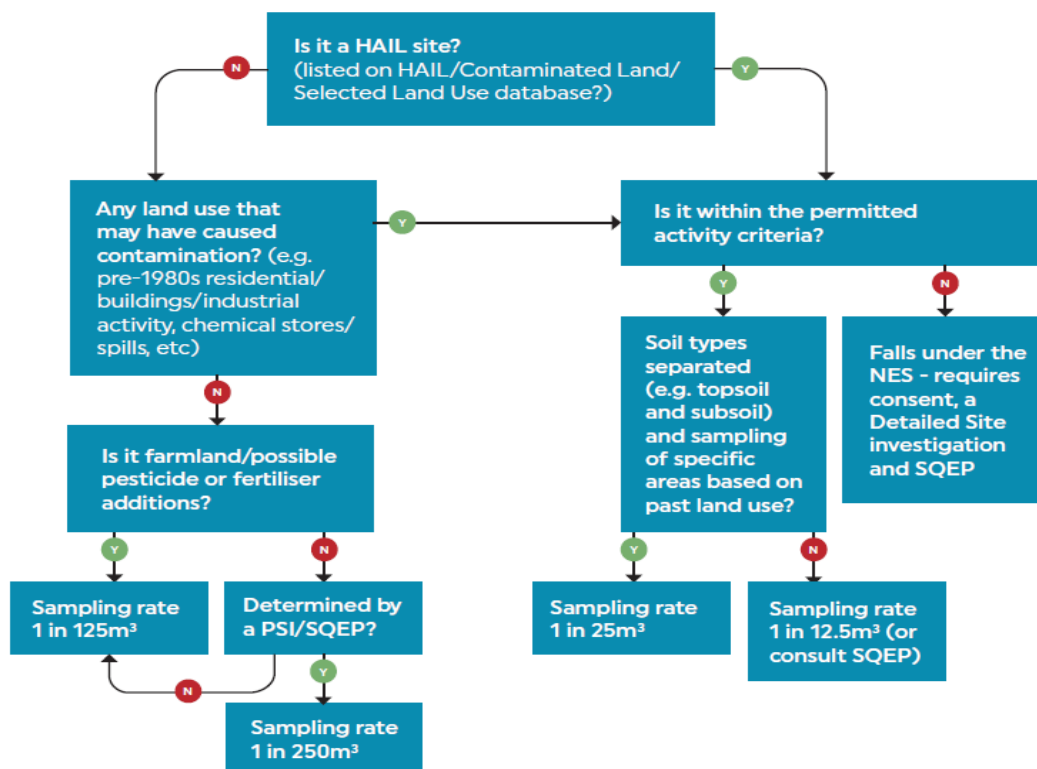 Is it a HAIL site?
(listed on HAIL/Contaminated Land/
Selected Land Use database?)
N
Y
Any land use that
may have caused
contamination? (e.g.
pre-1980s residential/
buildings/industrial
activity, chemical stores/
spills, etc)
Y
Is it within the permitted
activity criteria?
N
Y
N
Is it farmland/possible
pesticide or fertiliser
additions?
Soil types
separated
(e.g. topsoil
and subsoil)
and sampling
of specific
areas based on
past land use?
Falls under the
NES - requires
consent, a
Detailed Site
investigation
and SQEP
Y
N
Y
N
Sampling rate
1 in 125m³
Determined by
a PSI/SQEP?
Sampling rate
1 in 25m³
Sampling rate
1 in 12.5m³ (or
consult SQEP)
N
Y
Sampling rate
1 in 250m³